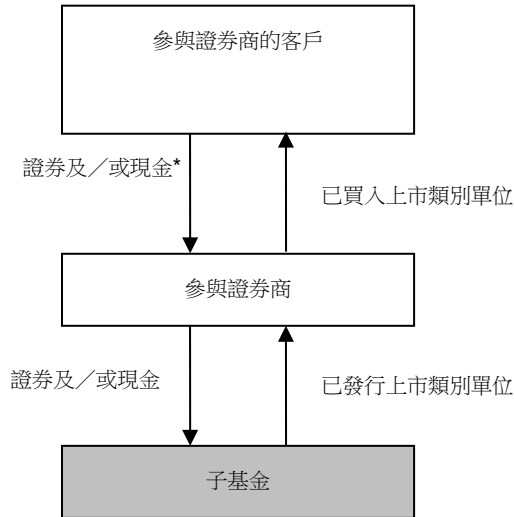 參與證券商的客戶
證券及／或現金*
已買入上市類別單位
參與證券商
證券及／或現金
已發行上市類別單位
子基金